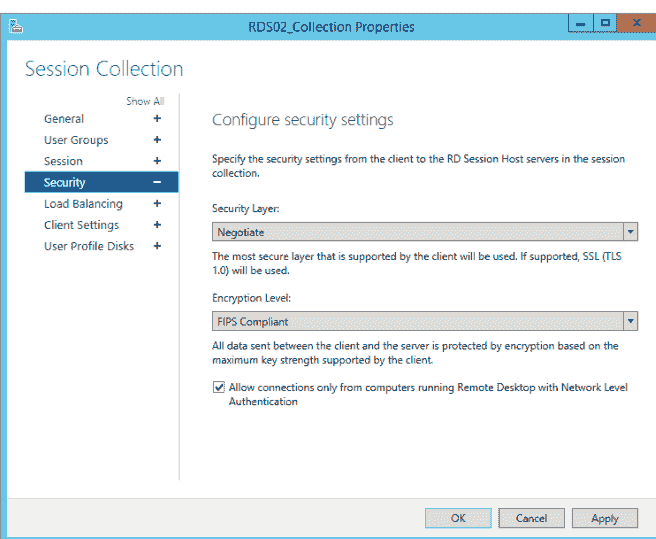 RDS02_Collection Properties
Session Collection
Show All
General +
User Groups +
Session +
Security −
Load Balancing +
Client Settings +
User Profile Disks +
Configure security settings
Specify the security settings from the client to the RD Session Host servers in the session
collection.
Security Layer:
Negotiate
The most secure layer that is supported by the client will be used. If supported, SSL (TLS
1.0) will be used.
Encryption Level:
FIPS Compliant
All data sent between the client and the server is protected by encryption based on the
maximum key strength supported by the client.
Allow connections only from computers running Remote Desktop with Network Level
Authentication
OK Cancel Apply